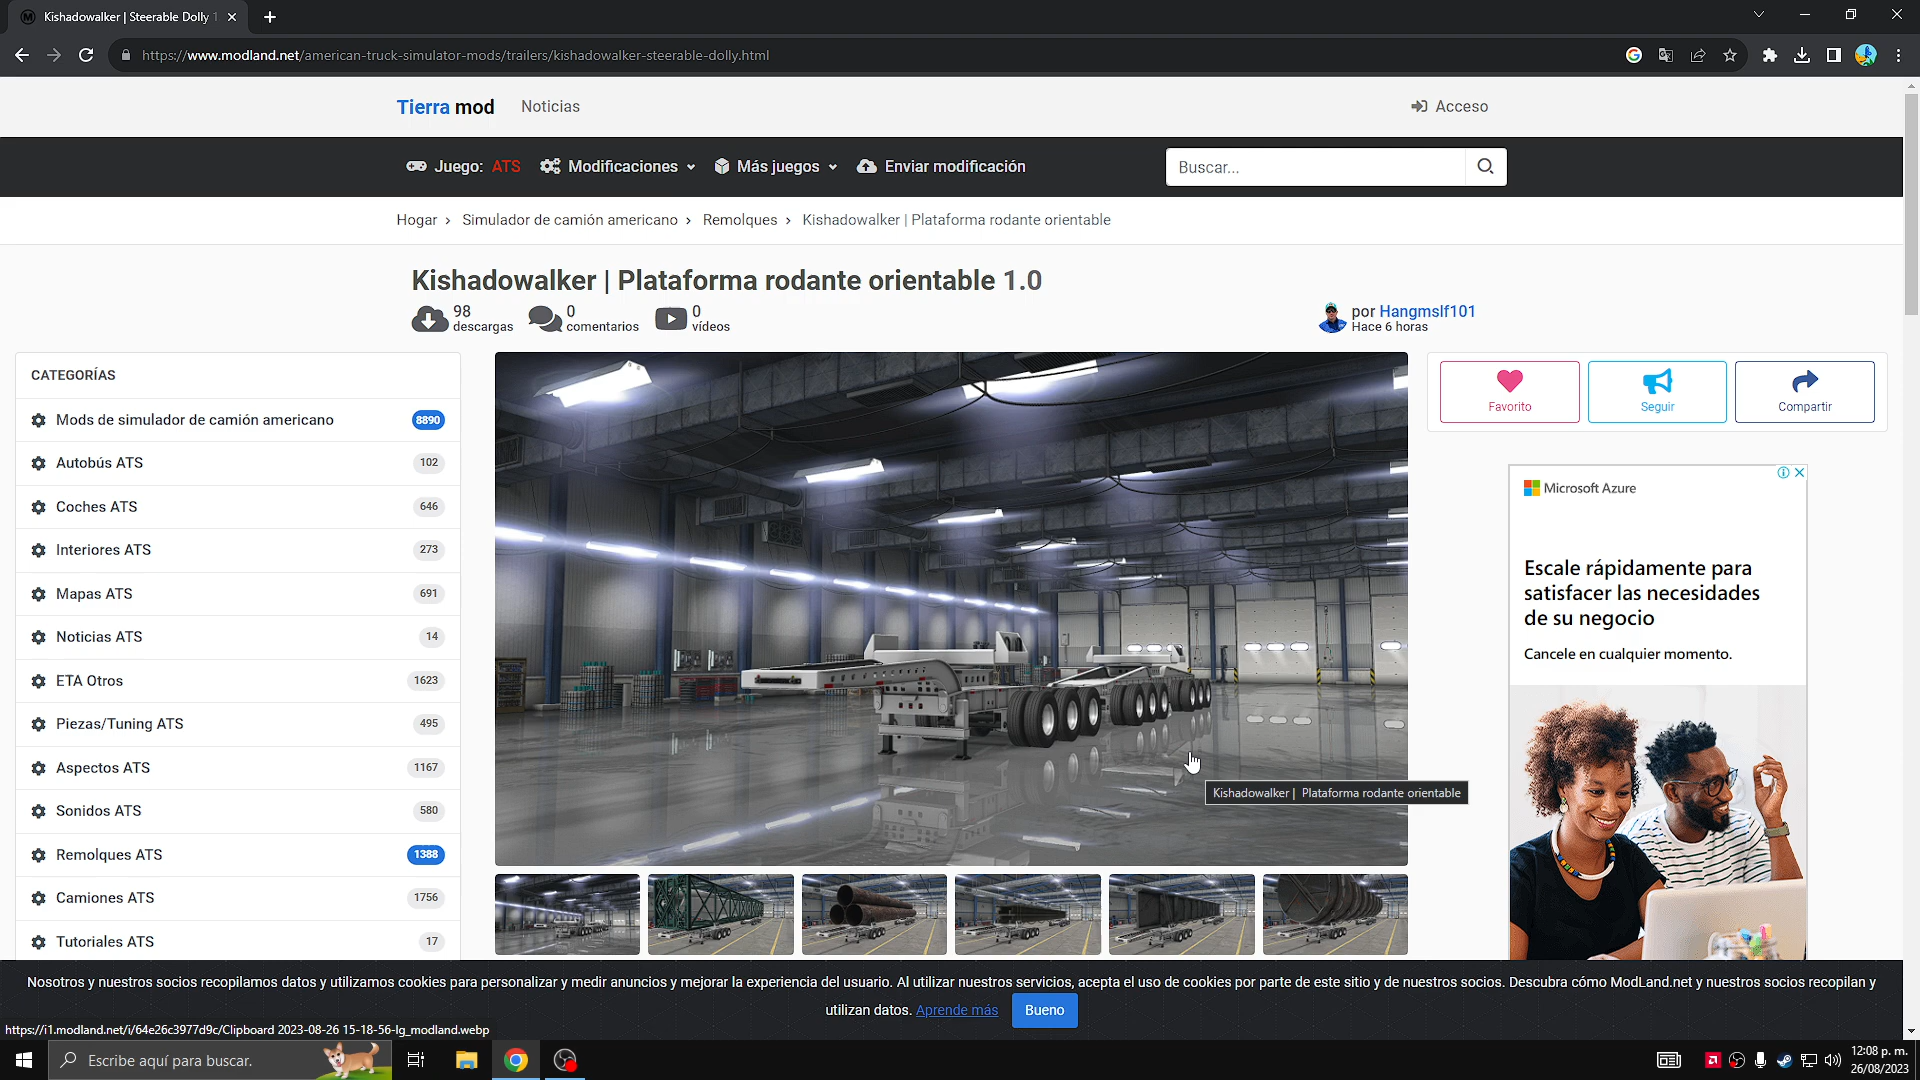 Kishadowalker | Steerable Dolly 1
https://www.modland.net/american-truck-simulator-mods/trailers/kishadowalker-steerable-dolly.html
Tierra mod
Noticias
Acceso
Juego: ATS
Modificaciones
Más juegos
Enviar modificación
Buscar...
Hogar › Simulador de camión americano › Remolques › Kishadowalker | Plataforma rodante orientable
Kishadowalker | Plataforma rodante orientable 1.0
98 descargas
0 comentarios
0 vídeos
por Hangmslf101
Hace 6 horas
CATEGORÍAS
Mods de simulador de camión americano 8890
Autobús ATS 102
Coches ATS 646
Interiores ATS 273
Mapas ATS 691
Noticias ATS 14
ETA Otros 1623
Piezas/Tuning ATS 495
Aspectos ATS 1167
Sonidos ATS 580
Remolques ATS 1388
Camiones ATS 1756
Tutoriales ATS 17
Kishadowalker | Plataforma rodante orientable
Favorito
Seguir
Compartir
Microsoft Azure
Escale rápidamente para
satisfacer las necesidades
de su negocio
Cancele en cualquier momento.
Nosotros y nuestros socios recopilamos datos y utilizamos cookies para personalizar y medir anuncios y mejorar la experiencia del usuario. Al utilizar nuestros servicios, acepta el uso de cookies por parte de este sitio y de nuestros socios. Descubra cómo ModLand.net y nuestros socios recopilan y
utilizan datos. Aprende más
Bueno
https://i1.modland.net/i/64e26c3977d9c/Clipboard 2023-08-26 15-18-56-lg_modland.webp
Escribe aquí para buscar.
12:08 p. m.
26/08/2023